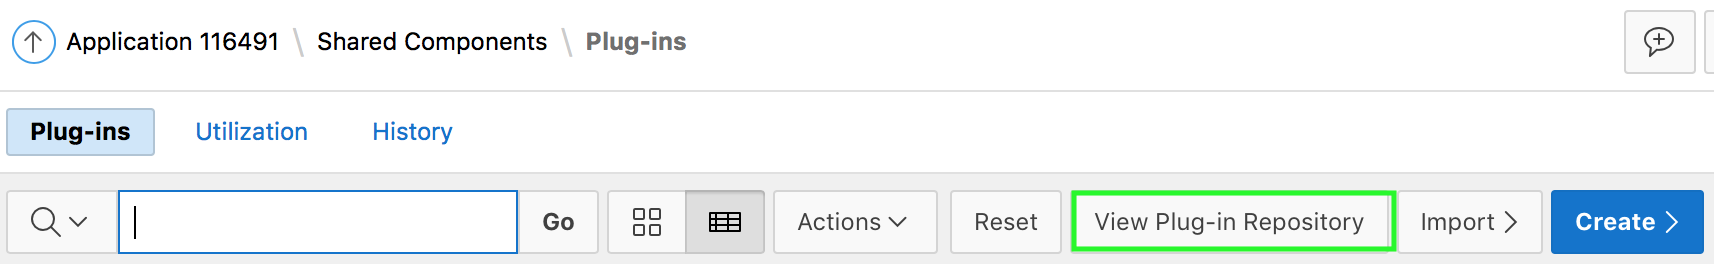 Application 116491 \ Shared Components \ Plug-ins
Plug-ins Utilization History
Go Actions Reset View Plug-in Repository Import Create